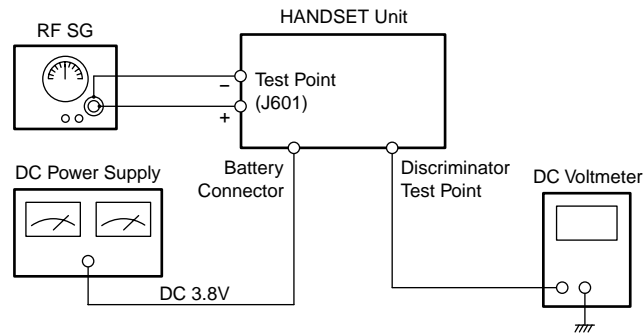 HANDSET Unit
RF SG
Test Point
(J601)
−
+
Battery
Connector
Discriminator
Test Point
DC Power Supply
DC Voltmeter
DC 3.8V